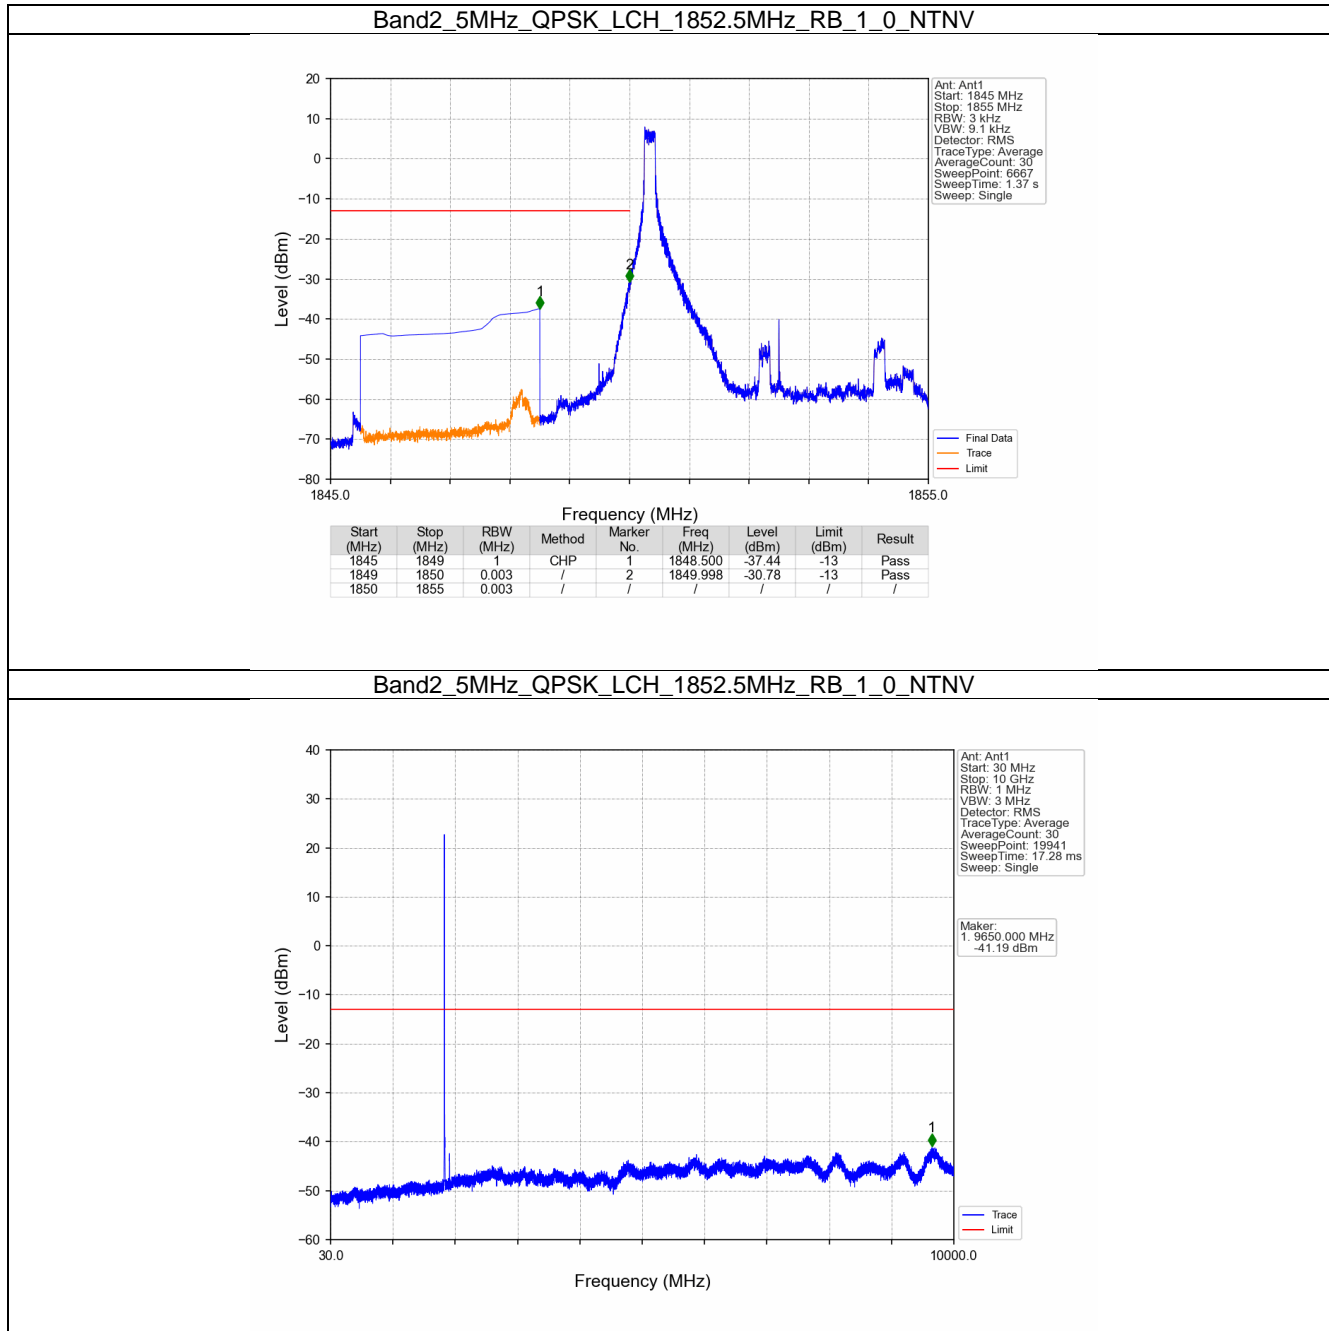 Band2_5MHz_QPSK_LCH_1852.5MHz_RB_1_0_NTNV
20
10
0
−10
−20
−30
−40
−50
−60
−70
−80
Level (dBm)
1
2
1845.0
1855.0
Frequency (MHz)
Ant: Ant1
Start: 1845 MHz
Stop: 1855 MHz
RBW: 3 kHz
VBW: 9.1 kHz
Detector: RMS
TraceType: Average
AverageCount: 30
SweepPoint: 6667
SweepTime: 1.37 s
Sweep: Single
Final Data
Trace
Limit
Start (MHz) Stop (MHz) RBW (MHz) Method Marker No. Freq (MHz) Level (dBm) Limit (dBm) Result
1845 1849 1 CHP 1 1848.500 -37.44 -13 Pass
1849 1850 0.003 / 2 1849.998 -30.78 -13 Pass
1850 1855 0.003 / / / / / /
Band2_5MHz_QPSK_LCH_1852.5MHz_RB_1_0_NTNV
40
30
20
10
0
−10
−20
−30
−40
−50
−60
Level (dBm)
1
30.0
10000.0
Frequency (MHz)
Ant: Ant1
Start: 30 MHz
Stop: 10 GHz
RBW: 1 MHz
VBW: 3 MHz
Detector: RMS
TraceType: Average
AverageCount: 30
SweepPoint: 19941
SweepTime: 17.28 ms
Sweep: Single
Maker:
1. 9650.000 MHz
-41.19 dBm
Trace
Limit